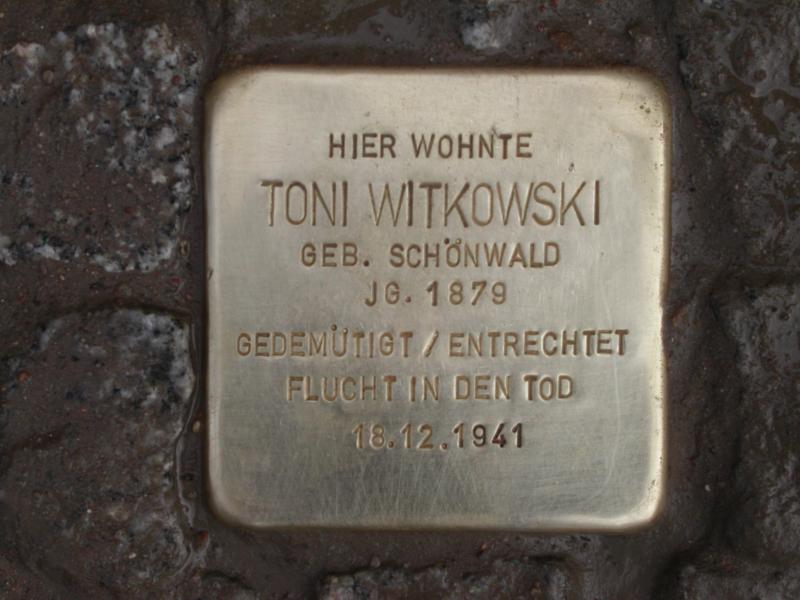 HIER WOHNTE
TONI WITKOWSKI
GEB. SCHÖNWALD
JG. 1879
GEDEMÜTIGT / ENTRECHTET
FLUCHT IN DEN TOD
18.12.1941